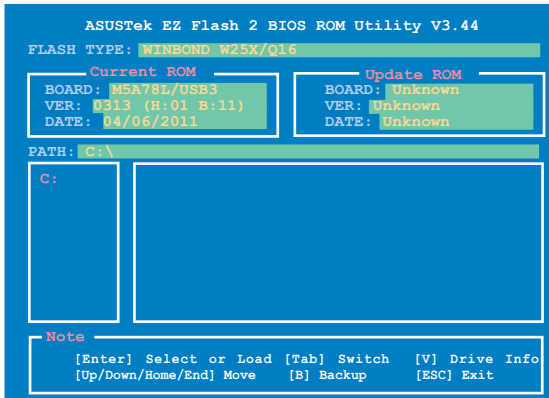 ASUSTek EZ Flash 2 BIOS ROM Utility V3.44
FLASH TYPE: WINBOND W25X/Q16
Current ROM
BOARD: M5A78L/USB3
VER: 0313 (H:01 B:11)
DATE: 04/06/2011
Update ROM
BOARD: Unknown
VER: Unknown
DATE: Unknown
PATH: C:\
C:
Note
[Enter] Select or Load [Tab] Switch [V] Drive Info
[Up/Down/Home/End] Move [B] Backup [ESC] Exit